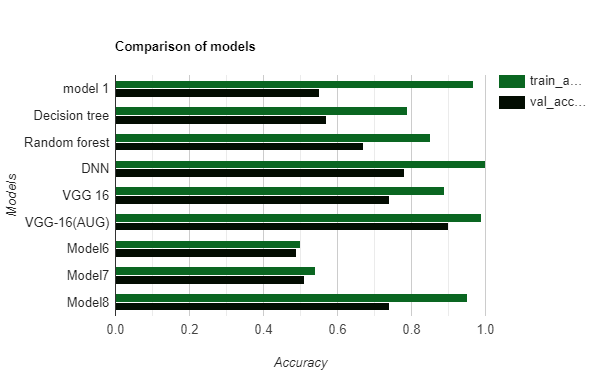 Comparison of models
train_a...
val_acc...
model 1
Decision tree
Random forest
DNN
VGG 16
VGG-16(AUG)
Model6
Model7
Model8
Models
0.0 0.2 0.4 0.6 0.8 1.0
Accuracy